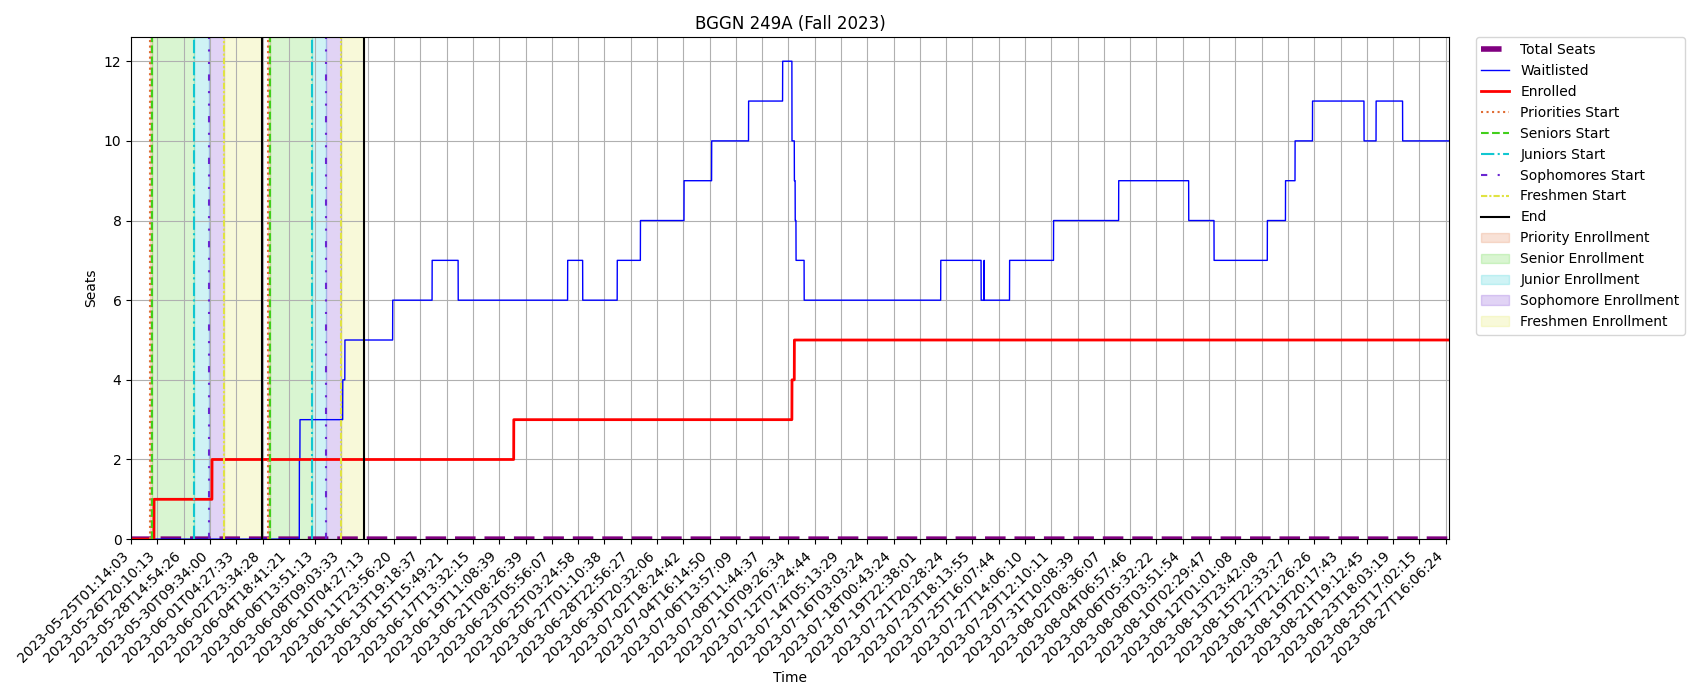 BGGN 249A (Fall 2023)
12
10
8
6
4
2
0
Seats
Total Seats
Waitlisted
Enrolled
Priorities Start
Seniors Start
Juniors Start
Sophomores Start
Freshmen Start
End
Priority Enrollment
Senior Enrollment
Junior Enrollment
Sophomore Enrollment
Freshmen Enrollment
2023-05-25T01:14:03
2023-05-26T20:10:13
2023-05-28T14:54:26
2023-05-30T09:34:00
2023-06-01T04:27:33
2023-06-02T23:34:28
2023-06-04T18:41:21
2023-06-06T13:51:13
2023-06-08T09:03:33
2023-06-10T04:27:13
2023-06-11T23:56:20
2023-06-13T19:18:37
2023-06-15T15:49:21
2023-06-17T13:32:15
2023-06-19T11:08:39
2023-06-21T08:26:39
2023-06-23T05:56:07
2023-06-25T03:24:58
2023-06-27T01:10:38
2023-06-28T22:56:27
2023-06-30T20:32:06
2023-07-02T18:24:42
2023-07-04T16:14:50
2023-07-06T13:57:09
2023-07-08T11:44:37
2023-07-10T09:26:34
2023-07-12T07:24:44
2023-07-14T05:13:29
2023-07-16T03:03:24
2023-07-18T00:43:24
2023-07-19T22:38:01
2023-07-21T20:28:24
2023-07-23T18:13:55
2023-07-25T16:07:44
2023-07-27T14:06:10
2023-07-29T12:10:11
2023-07-31T10:08:39
2023-08-02T08:36:07
2023-08-04T06:57:46
2023-08-06T05:32:22
2023-08-08T03:51:54
2023-08-10T02:29:47
2023-08-12T01:01:08
2023-08-13T23:42:08
2023-08-15T22:33:27
2023-08-17T21:26:26
2023-08-19T20:17:43
2023-08-21T19:12:45
2023-08-23T18:03:19
2023-08-25T17:02:15
2023-08-27T16:06:24
Time